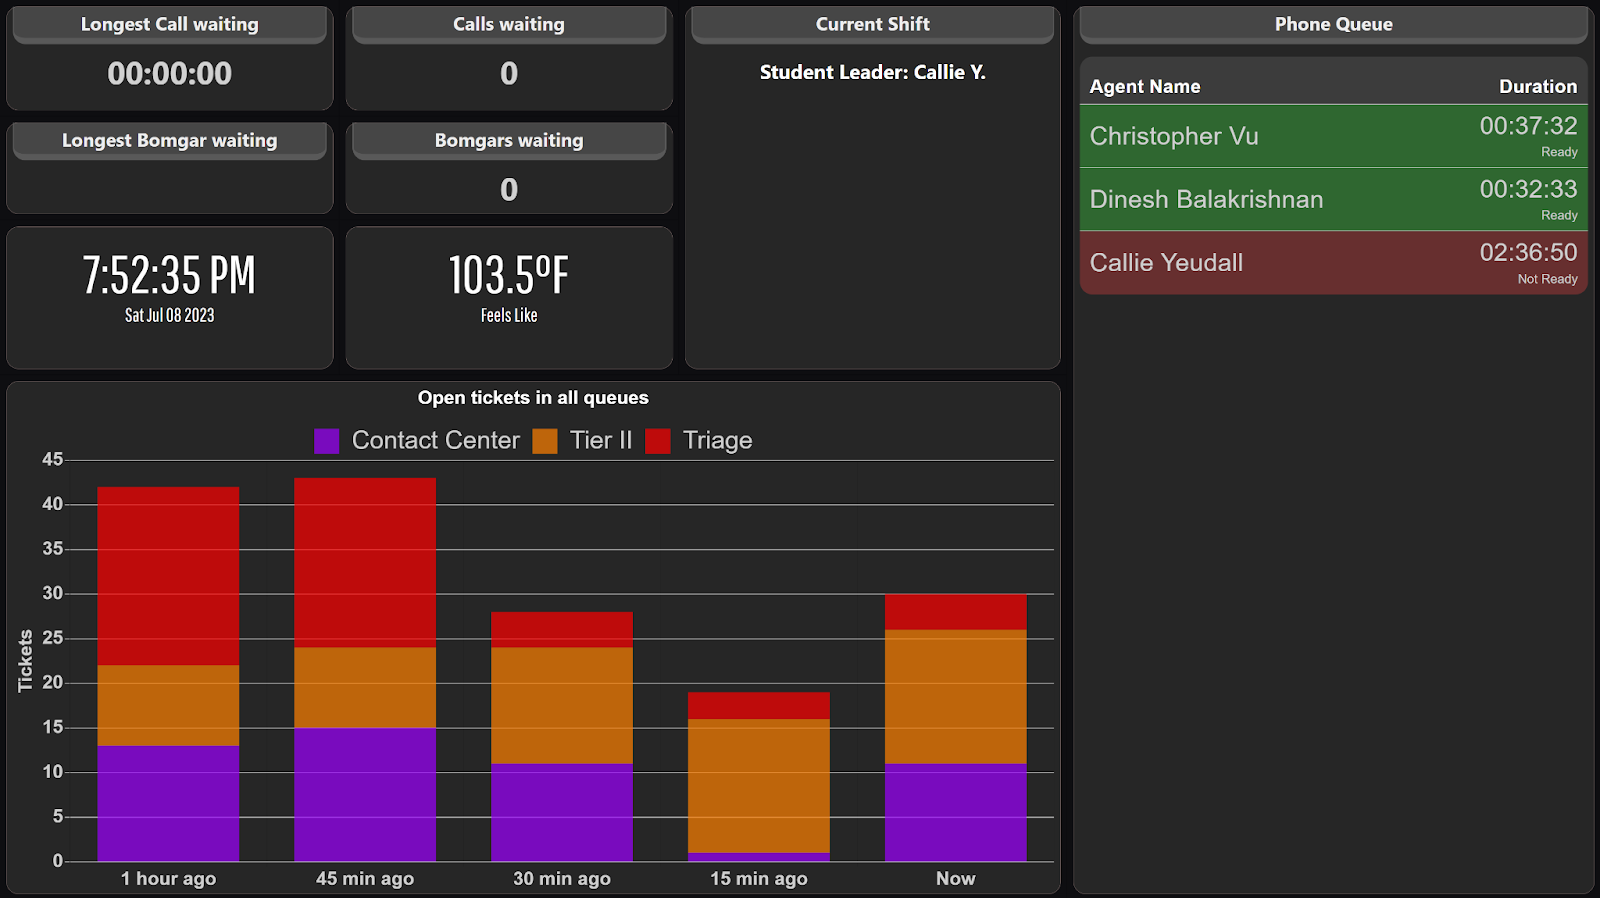 Longest Call waiting
00:00:00
Calls waiting
0
Current Shift
Student Leader: Callie Y.
Longest Bomgar waiting
Bomgars waiting
0
7:52:35 PM
Sat Jul 08 2023
103.5ºF
Feels Like
Phone Queue
Agent Name Duration
Christopher Vu 00:37:32
Ready
Dinesh Balakrishnan 00:32:33
Ready
Callie Yeudall 02:36:50
Not Ready
Open tickets in all queues
Contact Center Tier II Triage
Tickets
45
40
35
30
25
20
15
10
5
0
1 hour ago 45 min ago 30 min ago 15 min ago Now